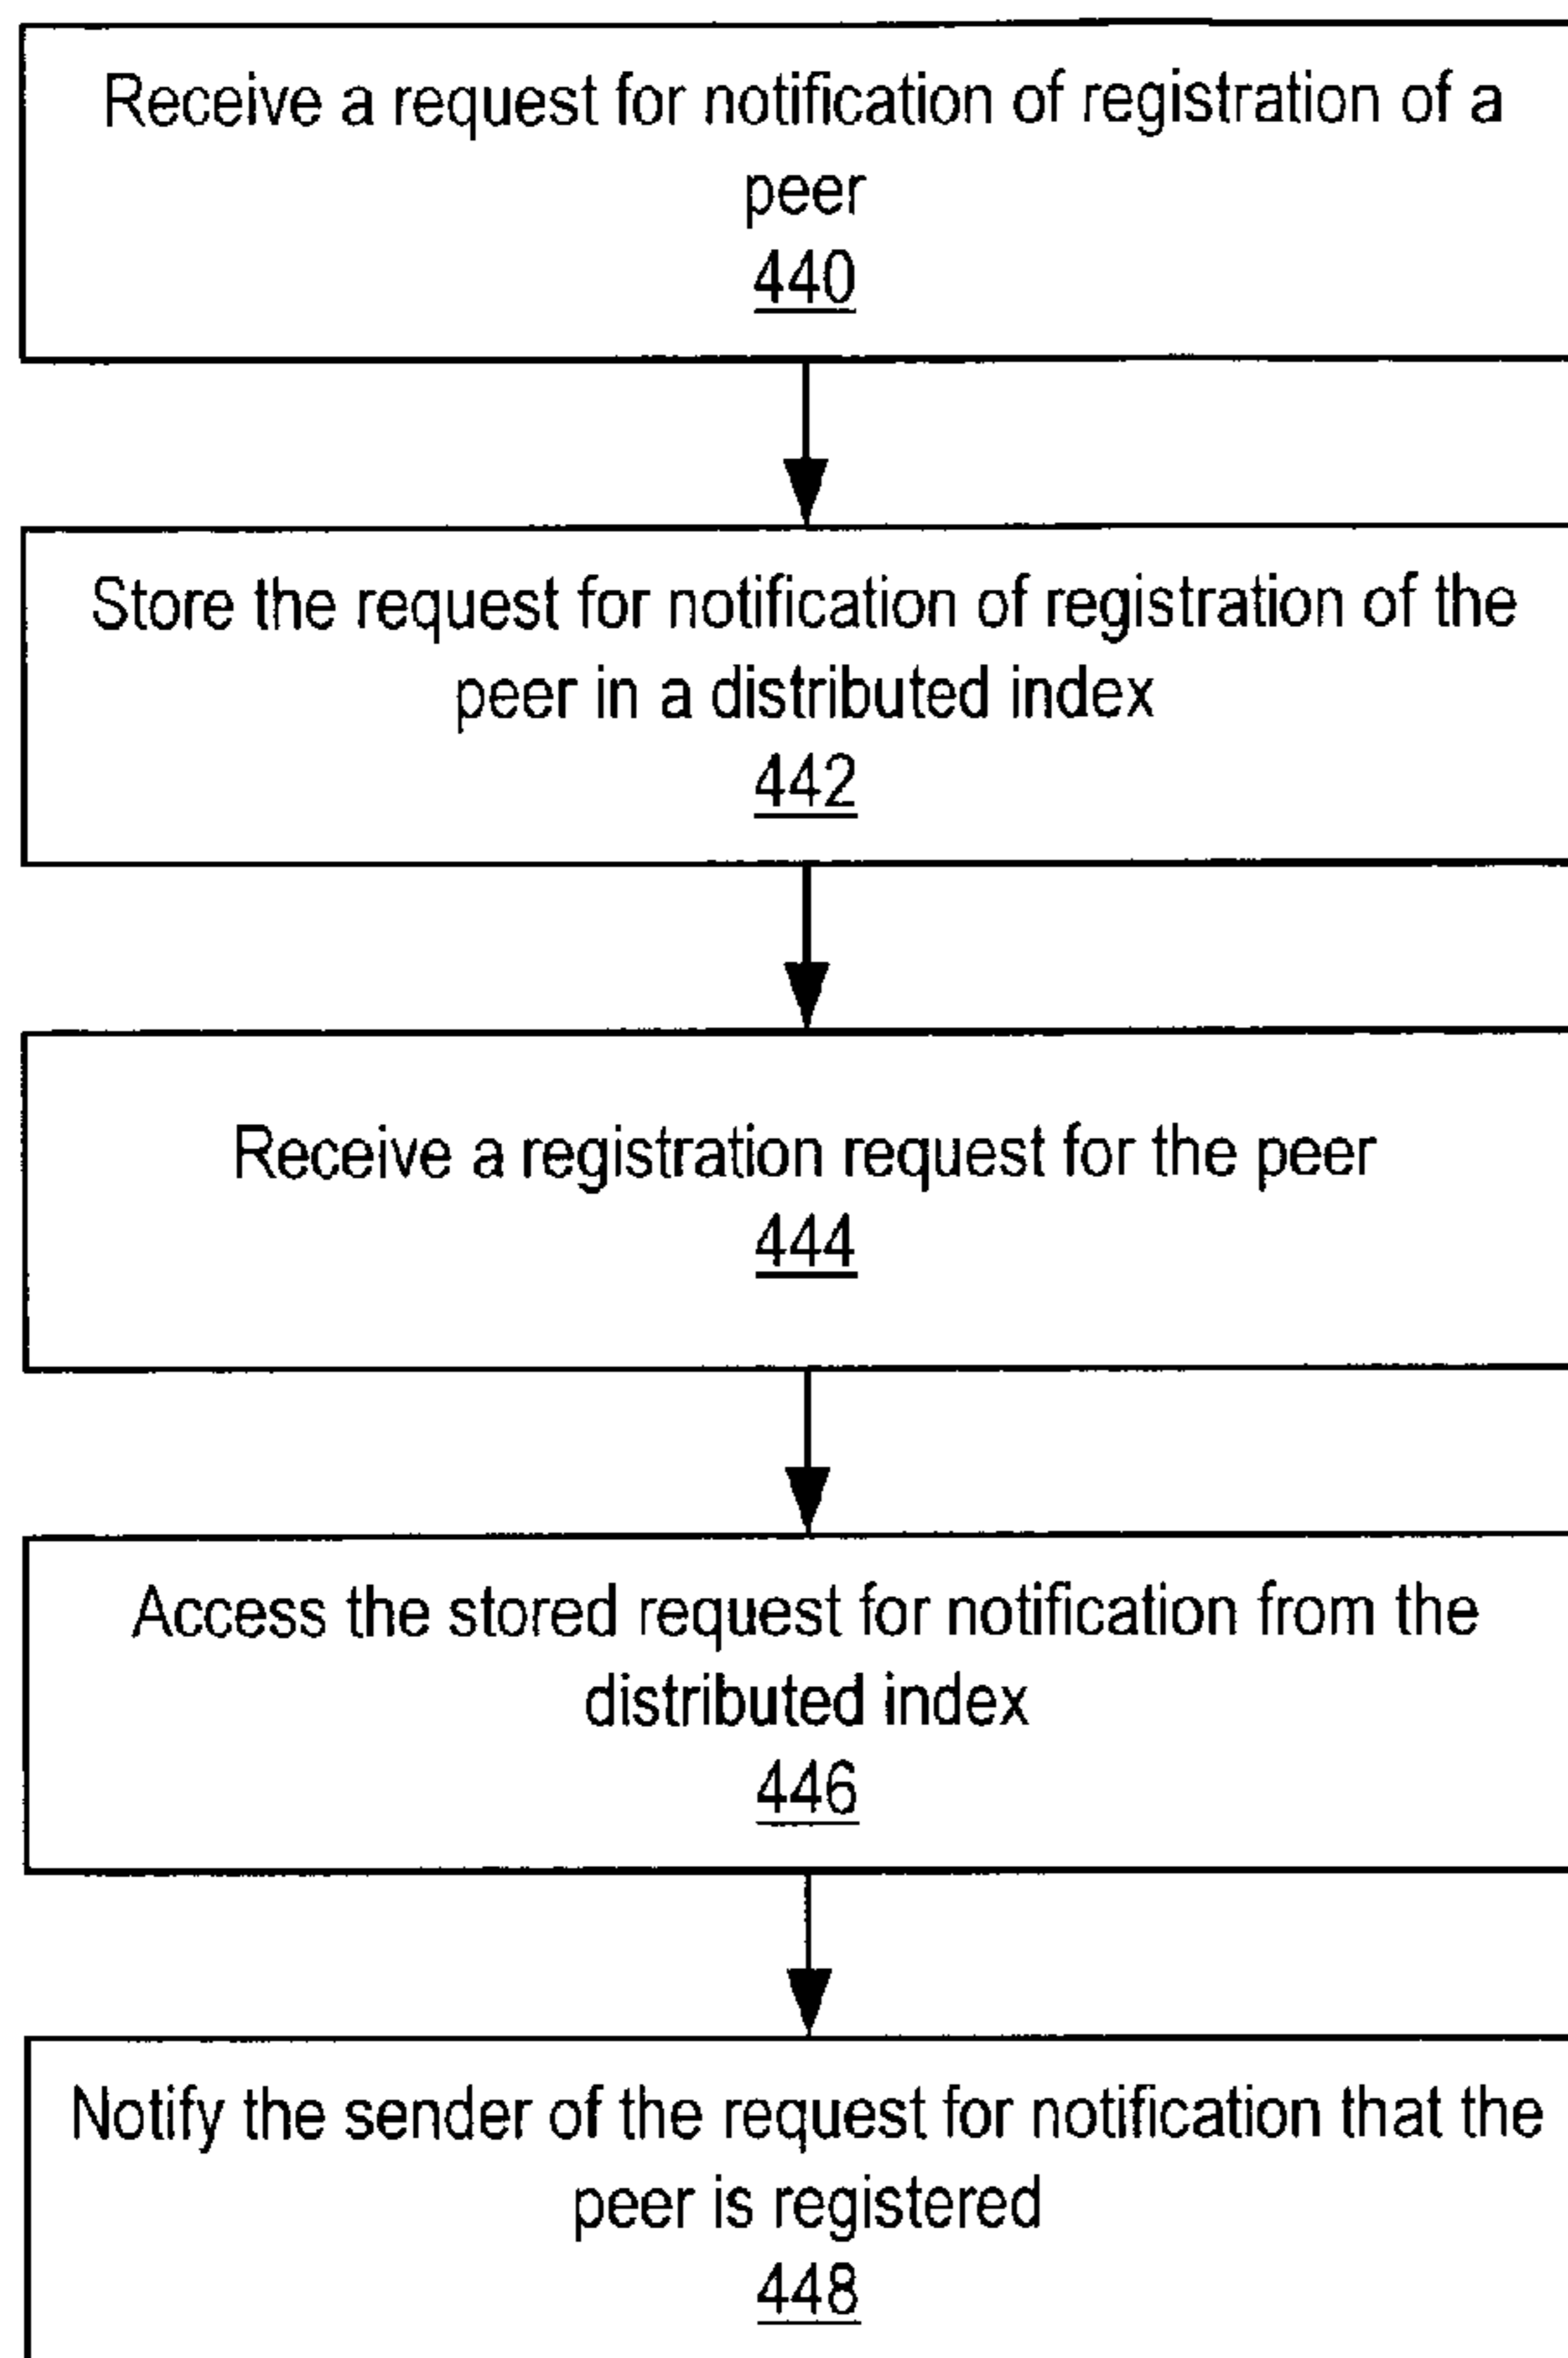 Receive a request for notification of registration of a
peer
440
Store the request for notification of registration of the
peer in a distributed index
442
Receive a registration request for the peer
444
Access the stored request for notification from the
distributed index
446
Notify the sender of the request for notification that the
peer is registered
448